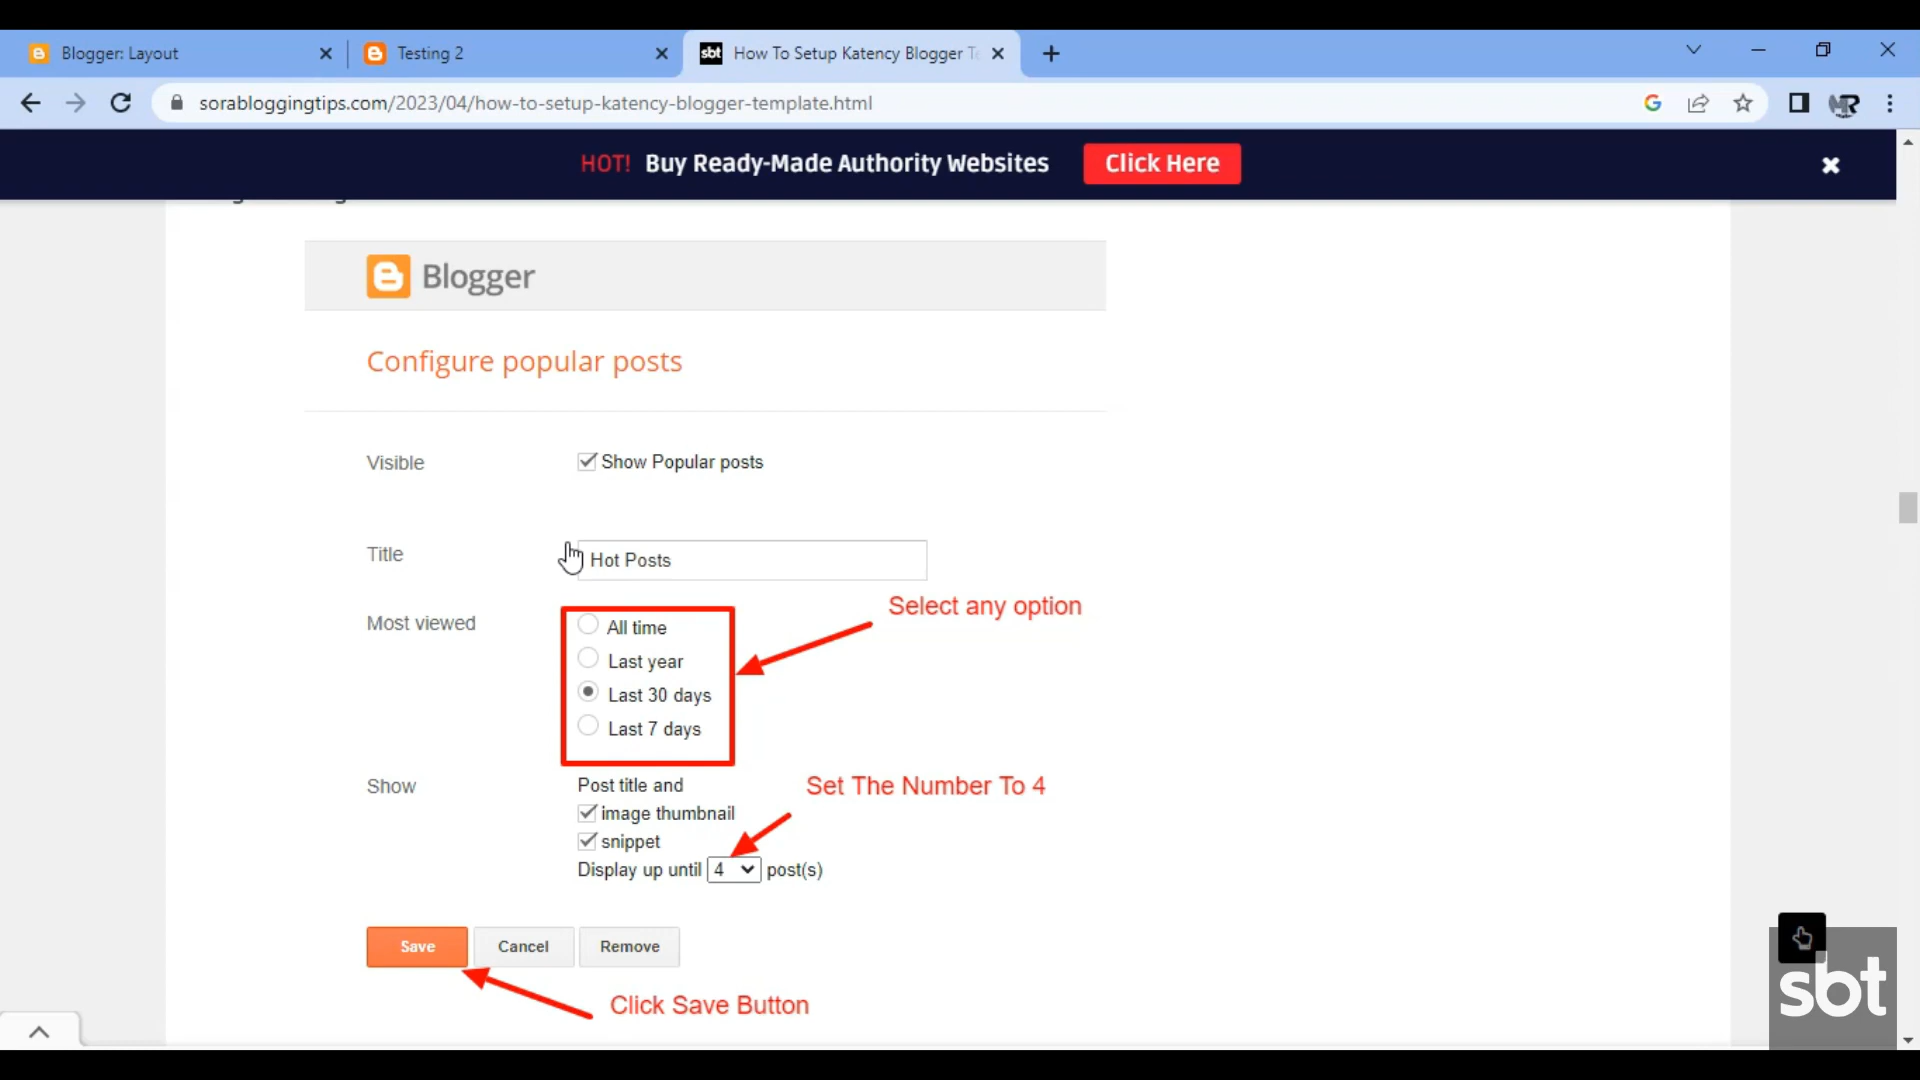 Blogger: Layout
Testing 2
sbt How To Setup Katency Blogger T
sorabloggingtips.com/2023/04/how-to-setup-katency-blogger-template.html
HOT! Buy Ready-Made Authority Websites Click Here
Blogger
Configure popular posts
Visible Show Popular posts
Title Hot Posts
Select any option
Most viewed All time
Last year
Last 30 days
Last 7 days
Show Post title and Set The Number To 4
image thumbnail
snippet
Display up until 4 post(s)
Save Cancel Remove
Click Save Button
sbt